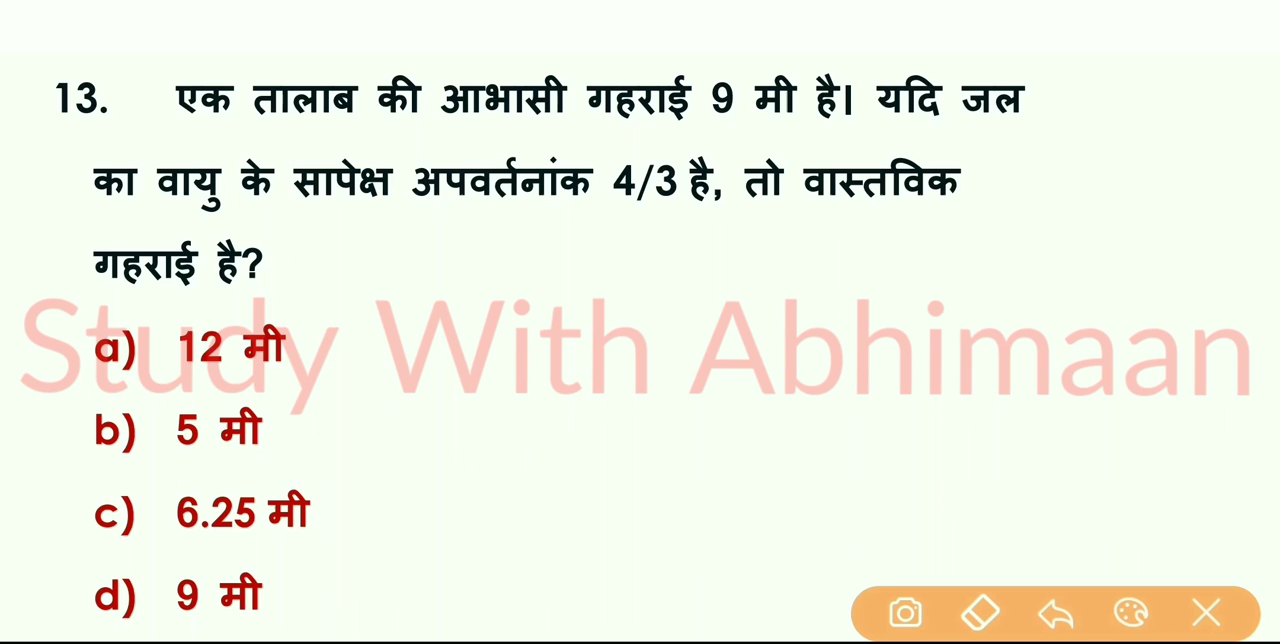 13. एक तालाब की आभासी गहराई 9 मी है। यदि जल
का वायु के सापेक्ष अपवर्तनांक 4/3 है, तो वास्तविक
गहराई है?
Study With Abhimaan
a) 12 मी
b) 5 मी
c) 6.25 मी
d) 9 मी